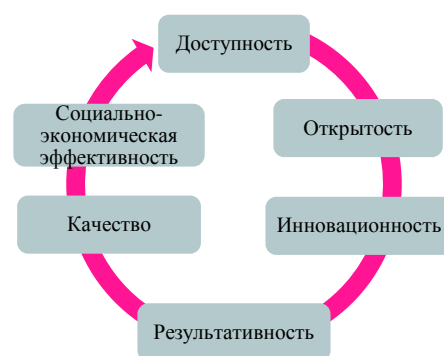 Доступность
Открытость
Инновационность
Результативность
Качество
Социально-
экономическая
эффективность